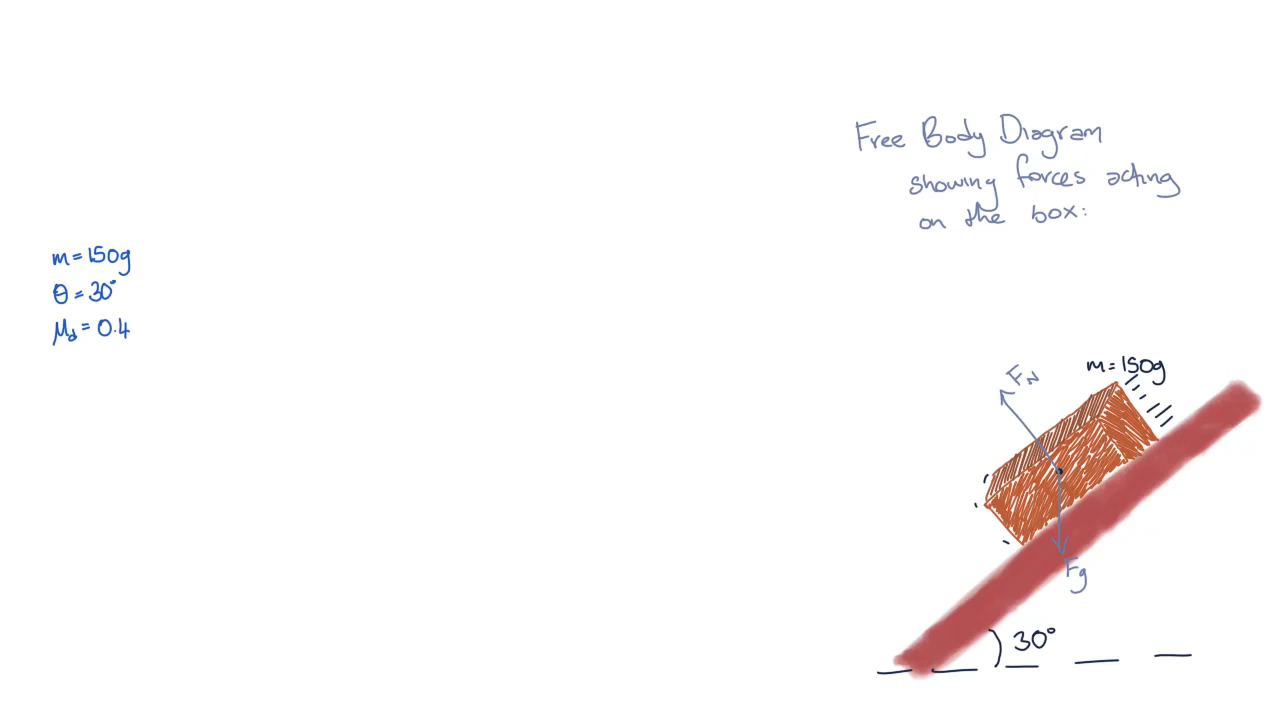 Free Body Diagram
showing forces acting
on the box:
m = 150g
θ = 30°
μd = 0.4
m = 150g
FN
Fg
30°